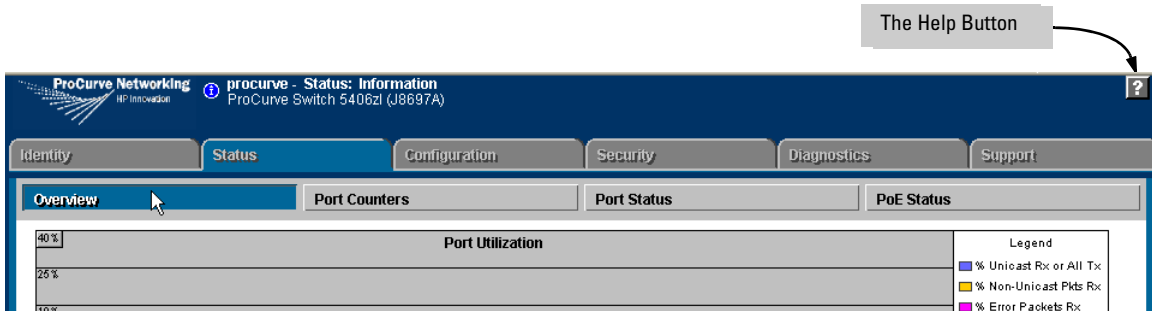 The Help Button
ProCurve Networking
HP Innovation
procurve - Status: Information
ProCurve Switch 5406zl (J8697A)
?
Identity
Status
Configuration
Security
Diagnostics
Support
Overview
Port Counters
Port Status
PoE Status
40%
Port Utilization
Legend
25%
% Unicast Rx or All Tx
% Non-Unicast Pkts Rx
10%
% Error Packets Rx